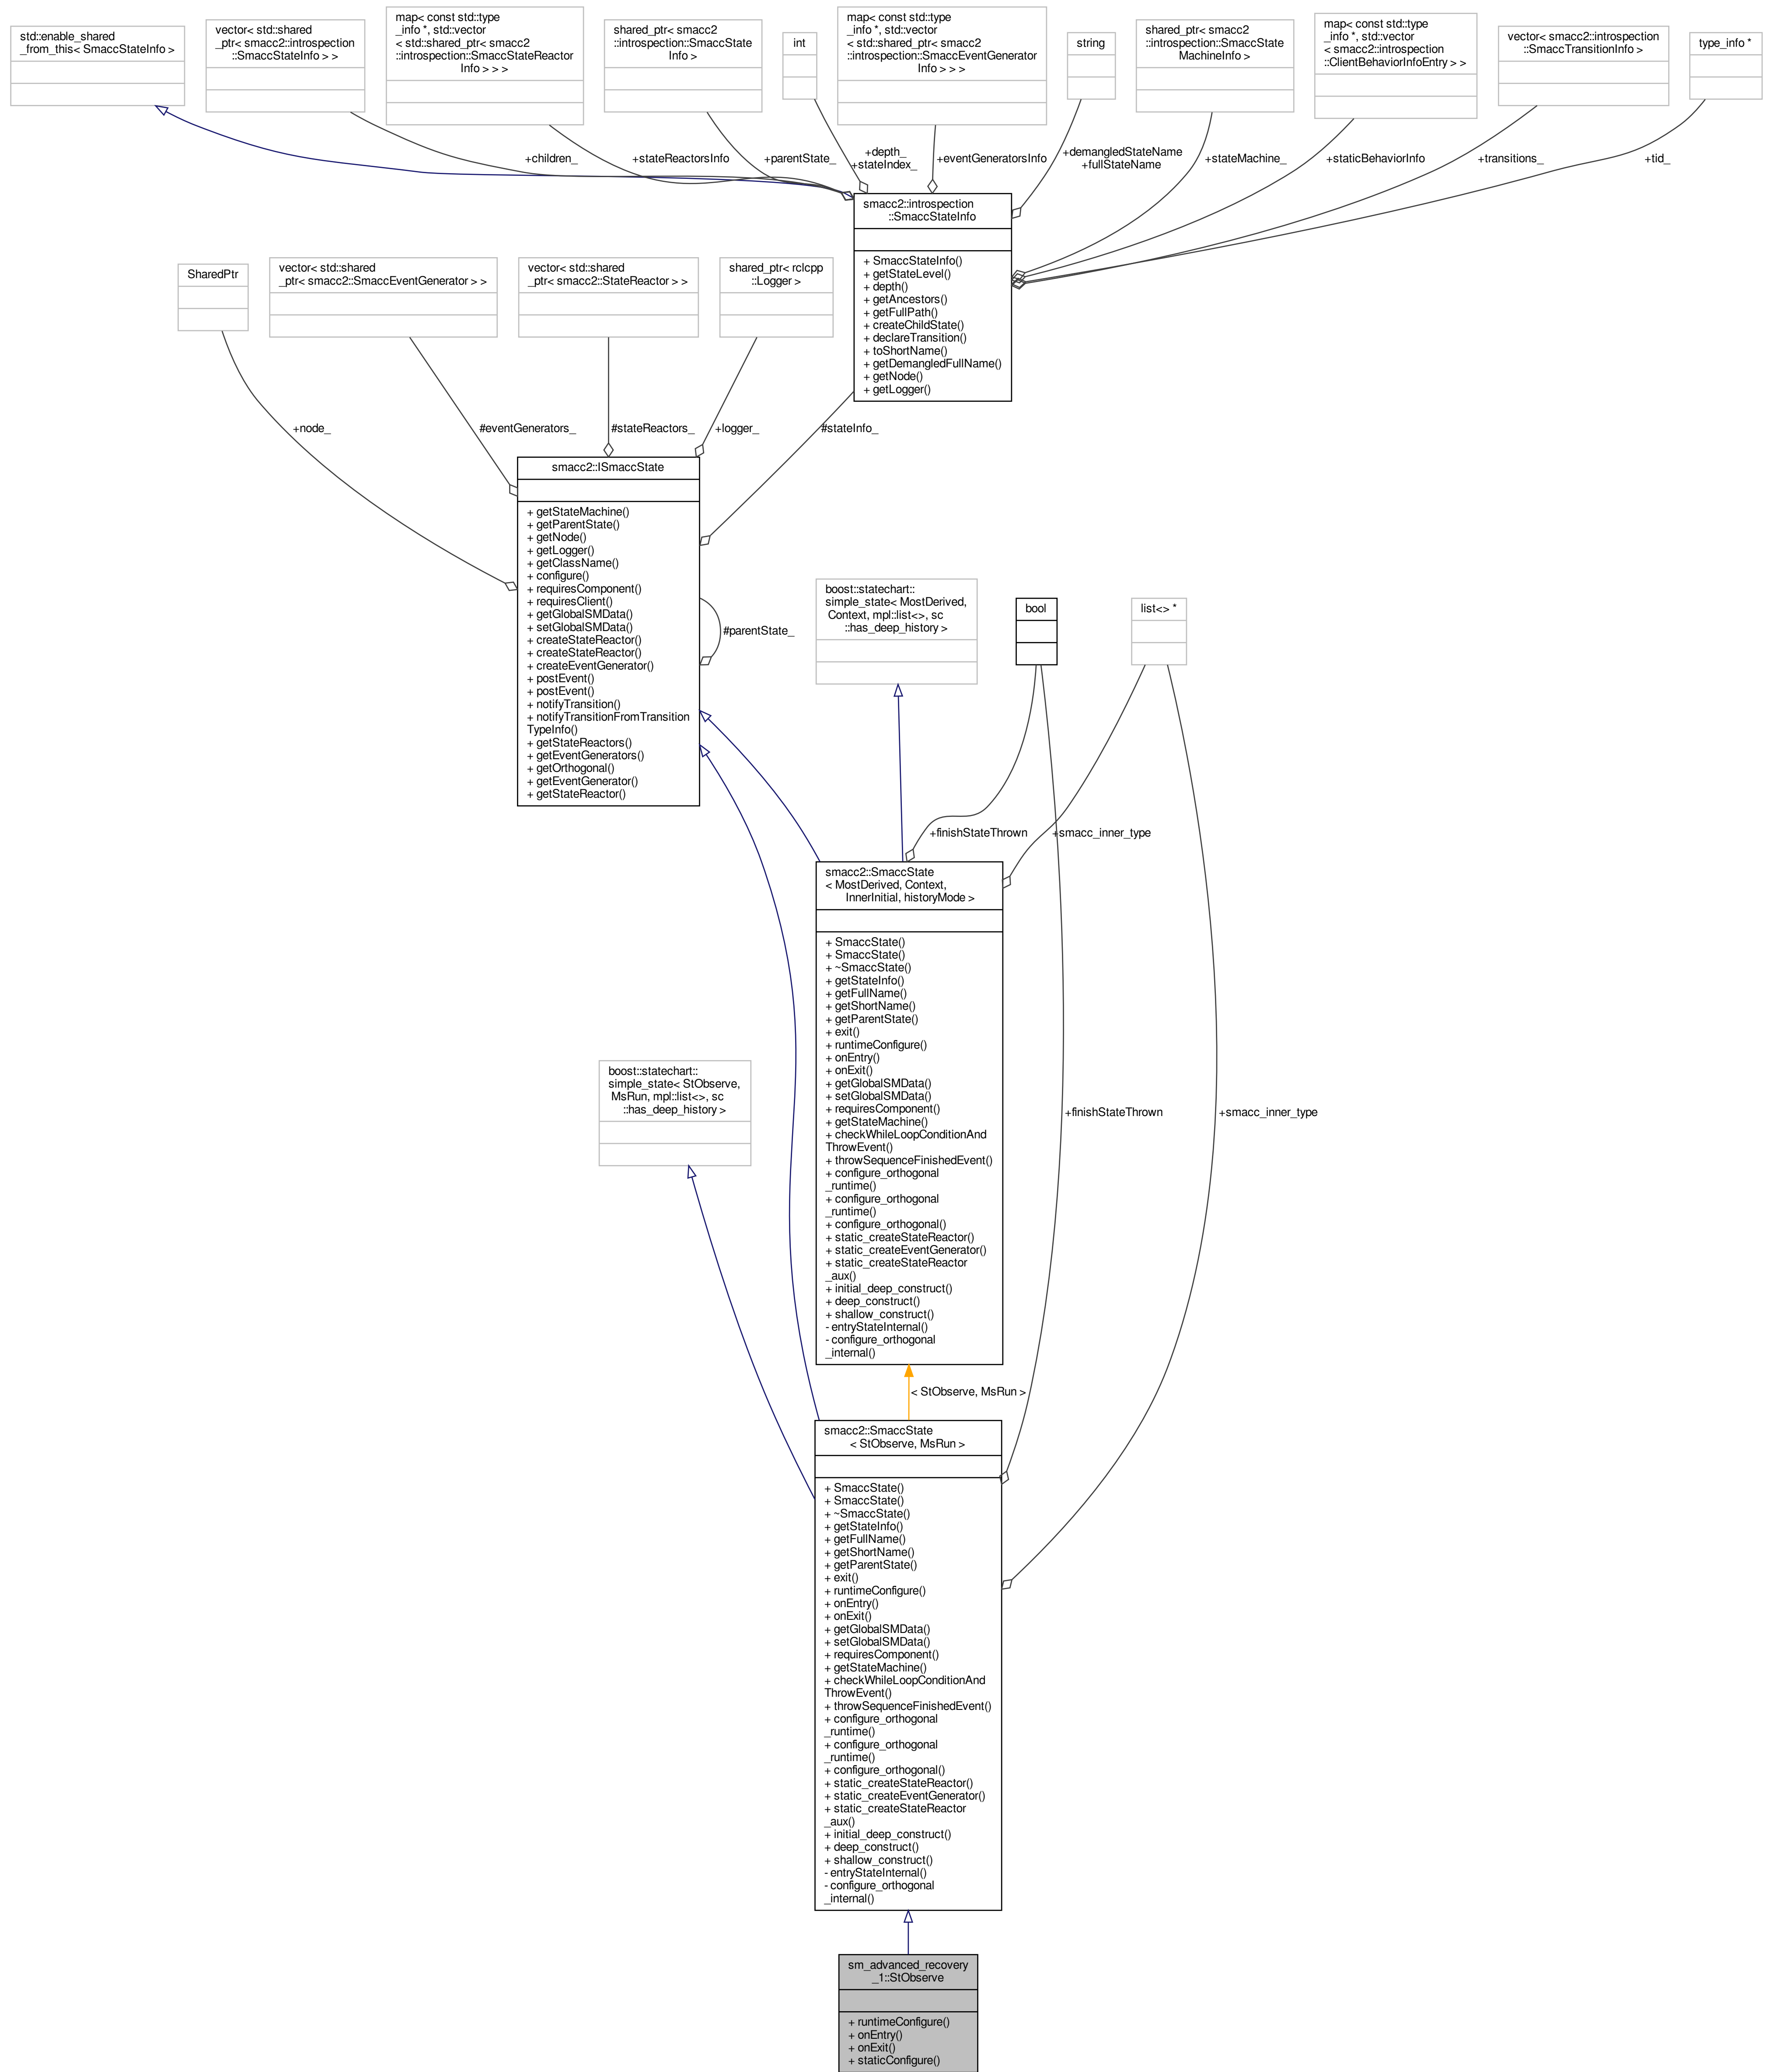 std::enable_shared
_from_this< SmaccStateInfo >
vector< std::shared
_ptr< smacc2::introspection
::SmaccStateInfo > >
map< const std::type
_info *, std::vector
< std::shared_ptr< smacc2
::introspection::SmaccStateReactor
Info > > >
shared_ptr< smacc2
::introspection::SmaccState
Info >
int
map< const std::type
_info *, std::vector
< std::shared_ptr< smacc2
::introspection::SmaccEventGenerator
Info > > >
string
shared_ptr< smacc2
::introspection::SmaccState
MachineInfo >
map< const std::type
_info *, std::vector
< smacc2::introspection
::ClientBehaviorInfoEntry > >
vector< smacc2::introspection
::SmaccTransitionInfo >
type_info *
+children_
+stateReactorsInfo
+parentState_
+depth_
+stateIndex_
+eventGeneratorsInfo
+demangledStateName
+fullStateName
+stateMachine_
+staticBehaviorInfo
+transitions_
+tid_
smacc2::introspection
::SmaccStateInfo
+ SmaccStateInfo()
+ getStateLevel()
+ depth()
+ getAncestors()
+ getFullPath()
+ createChildState()
+ declareTransition()
+ toShortName()
+ getDemangledFullName()
+ getNode()
+ getLogger()
SharedPtr
vector< std::shared
_ptr< smacc2::SmaccEventGenerator > >
vector< std::shared
_ptr< smacc2::StateReactor > >
shared_ptr< rclcpp
::Logger >
+node_
#eventGenerators_
#stateReactors_
+logger_
#stateInfo_
smacc2::ISmaccState
+ getStateMachine()
+ getParentState()
+ getNode()
+ getLogger()
+ getClassName()
+ configure()
+ requiresComponent()
+ requiresClient()
+ getGlobalSMData()
+ setGlobalSMData()
+ createStateReactor()
+ createStateReactor()
+ createEventGenerator()
+ postEvent()
+ postEvent()
+ notifyTransition()
+ notifyTransitionFromTransition
TypeInfo()
+ getStateReactors()
+ getEventGenerators()
+ getOrthogonal()
+ getEventGenerator()
+ getStateReactor()
#parentState_
boost::statechart::
simple_state< MostDerived,
Context, mpl::list<>, sc
::has_deep_history >
bool
list<> *
+finishStateThrown
+smacc_inner_type
smacc2::SmaccState
< MostDerived, Context,
InnerInitial, historyMode >
+ SmaccState()
+ SmaccState()
+ ~SmaccState()
+ getStateInfo()
+ getFullName()
+ getShortName()
+ getParentState()
+ exit()
+ runtimeConfigure()
+ onEntry()
+ onExit()
+ getGlobalSMData()
+ setGlobalSMData()
+ requiresComponent()
+ getStateMachine()
+ checkWhileLoopConditionAnd
ThrowEvent()
+ throwSequenceFinishedEvent()
+ configure_orthogonal
_runtime()
+ configure_orthogonal
_runtime()
+ configure_orthogonal()
+ static_createStateReactor()
+ static_createEventGenerator()
+ static_createStateReactor
_aux()
+ initial_deep_construct()
+ deep_construct()
+ shallow_construct()
- entryStateInternal()
- configure_orthogonal
_internal()
boost::statechart::
simple_state< StObserve,
MsRun, mpl::list<>, sc
::has_deep_history >
+finishStateThrown
+smacc_inner_type
< StObserve, MsRun >
smacc2::SmaccState
< StObserve, MsRun >
+ SmaccState()
+ SmaccState()
+ ~SmaccState()
+ getStateInfo()
+ getFullName()
+ getShortName()
+ getParentState()
+ exit()
+ runtimeConfigure()
+ onEntry()
+ onExit()
+ getGlobalSMData()
+ setGlobalSMData()
+ requiresComponent()
+ getStateMachine()
+ checkWhileLoopConditionAnd
ThrowEvent()
+ throwSequenceFinishedEvent()
+ configure_orthogonal
_runtime()
+ configure_orthogonal
_runtime()
+ configure_orthogonal()
+ static_createStateReactor()
+ static_createEventGenerator()
+ static_createStateReactor
_aux()
+ initial_deep_construct()
+ deep_construct()
+ shallow_construct()
- entryStateInternal()
- configure_orthogonal
_internal()
sm_advanced_recovery
_1::StObserve
+ runtimeConfigure()
+ onEntry()
+ onExit()
+ staticConfigure()